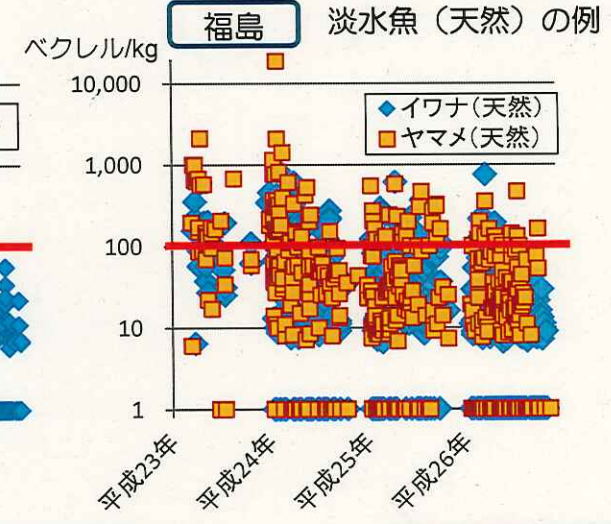 福島 淡水魚（天然）の例
ベクレル/kg
10,000
1,000
100
10
1
◆イワナ(天然)
■ヤマメ(天然)
平成23年
平成24年
平成25年
平成26年